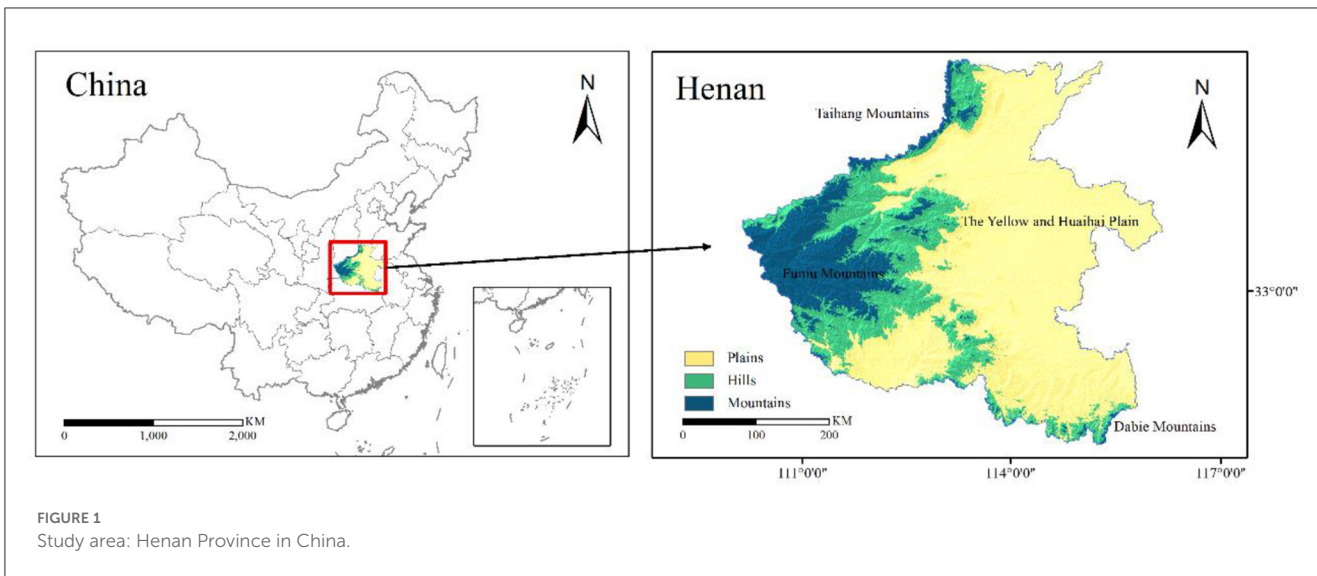 China
N
KM
0 1,000 2,000
Henan
N
Taihang Mountains
The Yellow and Huaihai Plain
Funiu Mountains
33°0'0"
Plains
Hills
Mountains
KM
0 100 200
Dabie Mountains
111°0'0" 114°0'0" 117°0'0"
FIGURE 1
Study area: Henan Province in China.